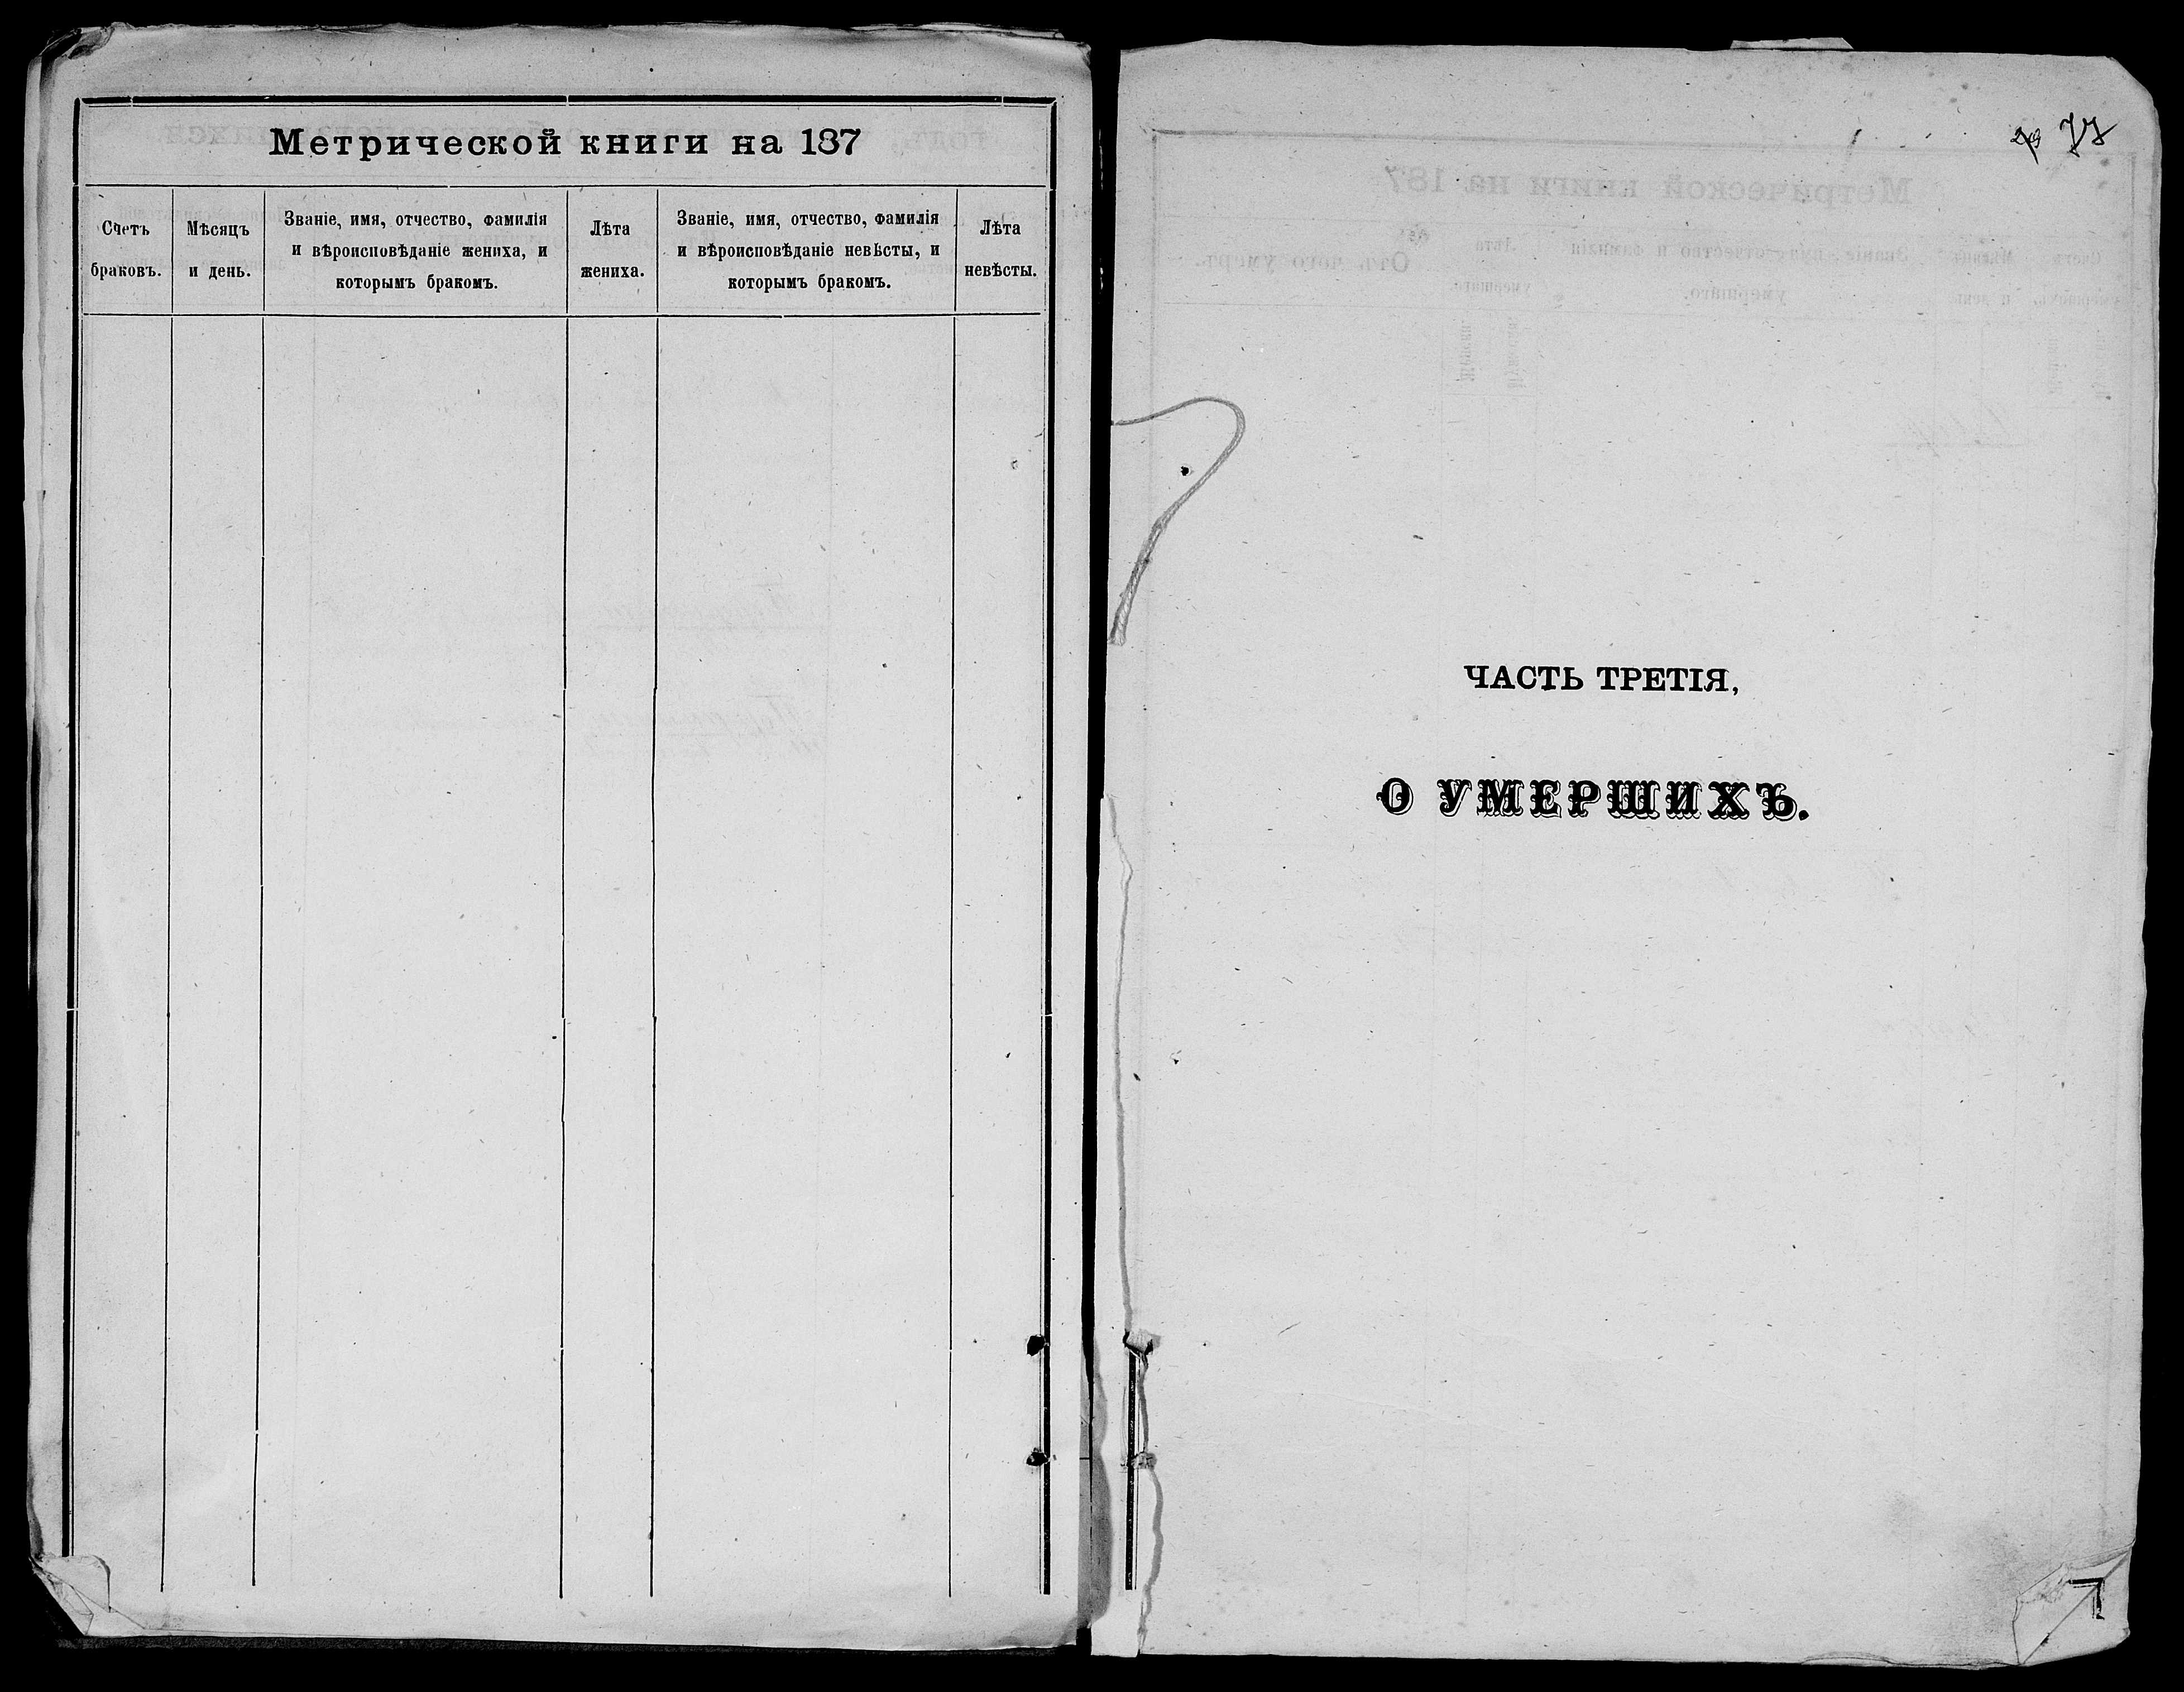 Метрической книги на 187
Счетъ
браковъ.
Мѣсяцъ
и день.
Званіе, имя, отчество, фамилія
и вѣроисповѣданіе жениха, и
которымъ бракомъ.
Лѣта
жениха.
Званіе, имя, отчество, фамилія
и вѣроисповѣданіе невѣсты, и
которымъ бракомъ.
Лѣта
невѣсты.
ЧАСТЬ ТРЕТІЯ,
О УМЕРШИХЪ.